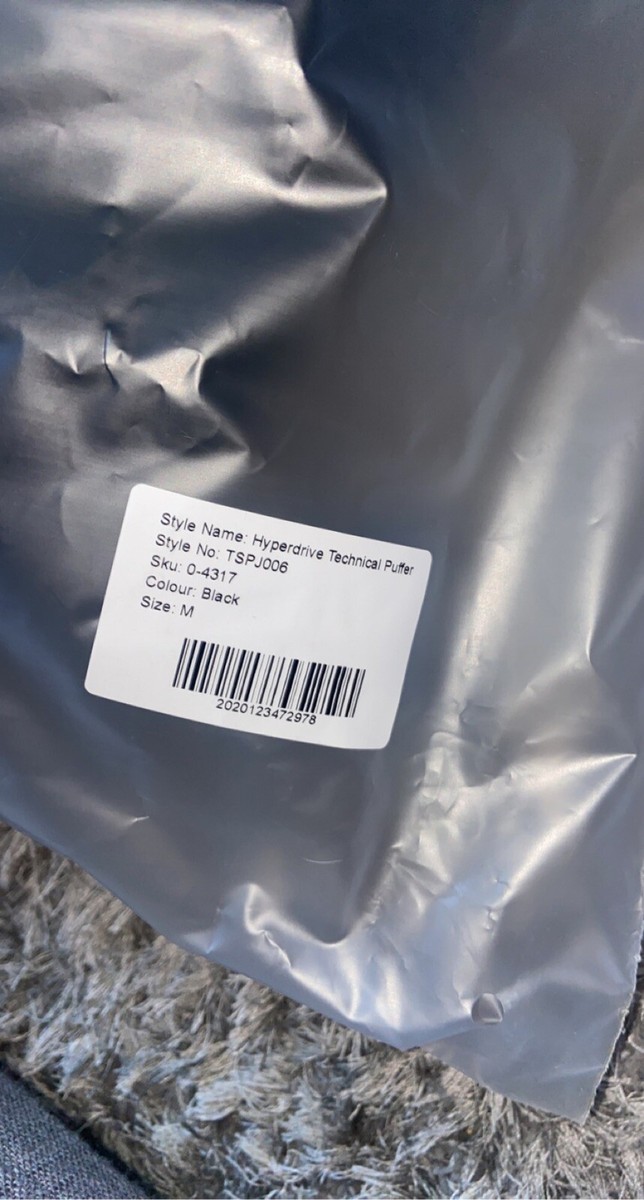 Style Name: Hyperdrive Technical Puffer
Style No: TSPJ006
Sku: 0-4317
Colour: Black
Size: M
2020123472978